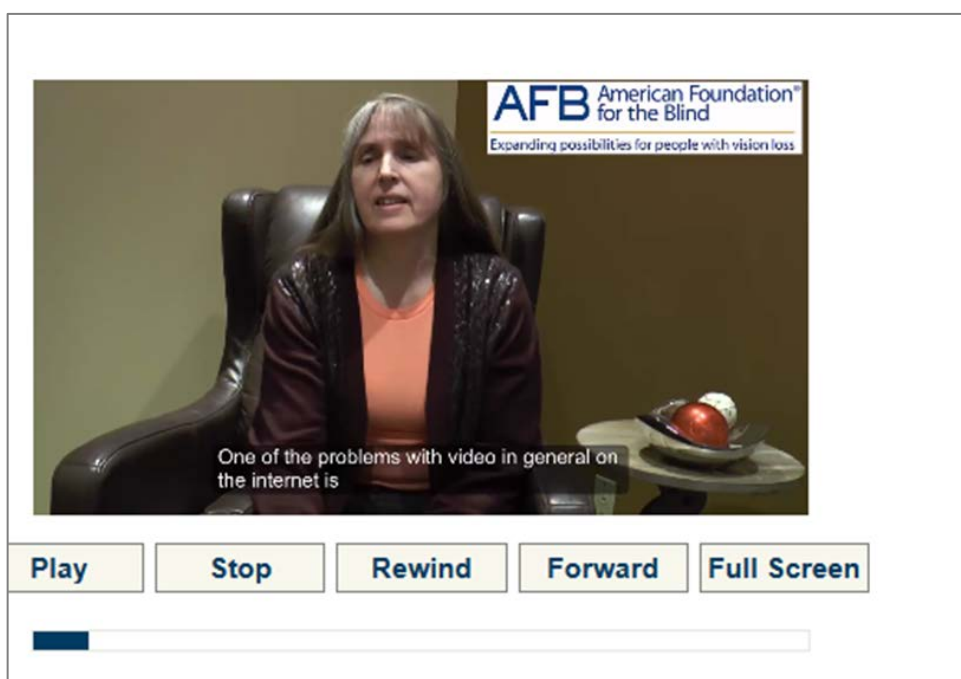 AFB American Foundation®
for the Blind
Expanding possibilities for people with vision loss
One of the problems with video in general on
the internet is
Play Stop Rewind Forward Full Screen